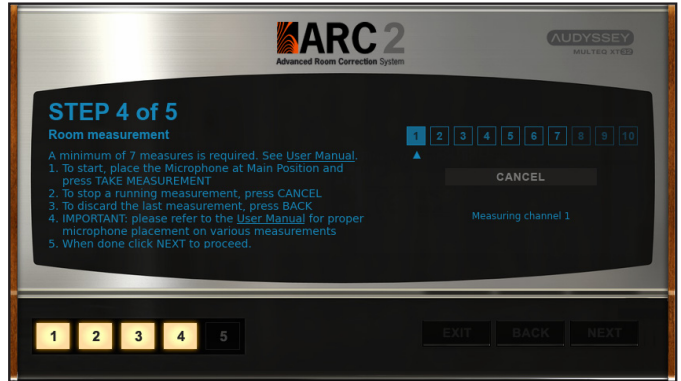 ARC 2
Advanced Room Correction System
AUDYSSEY
MULTEQ XT32
STEP 4 of 5
Room measurement
A minimum of 7 measures is required. See User Manual.
1. To start, place the Microphone at Main Position and
press TAKE MEASUREMENT
2. To stop a running measurement, press CANCEL
3. To discard the last measurement, press BACK
4. IMPORTANT: please refer to the User Manual for proper
microphone placement on various measurements
5. When done click NEXT to proceed.
1 2 3 4 5 6 7 8 9 10
CANCEL
Measuring channel 1
1 2 3 4 5
EXIT BACK NEXT